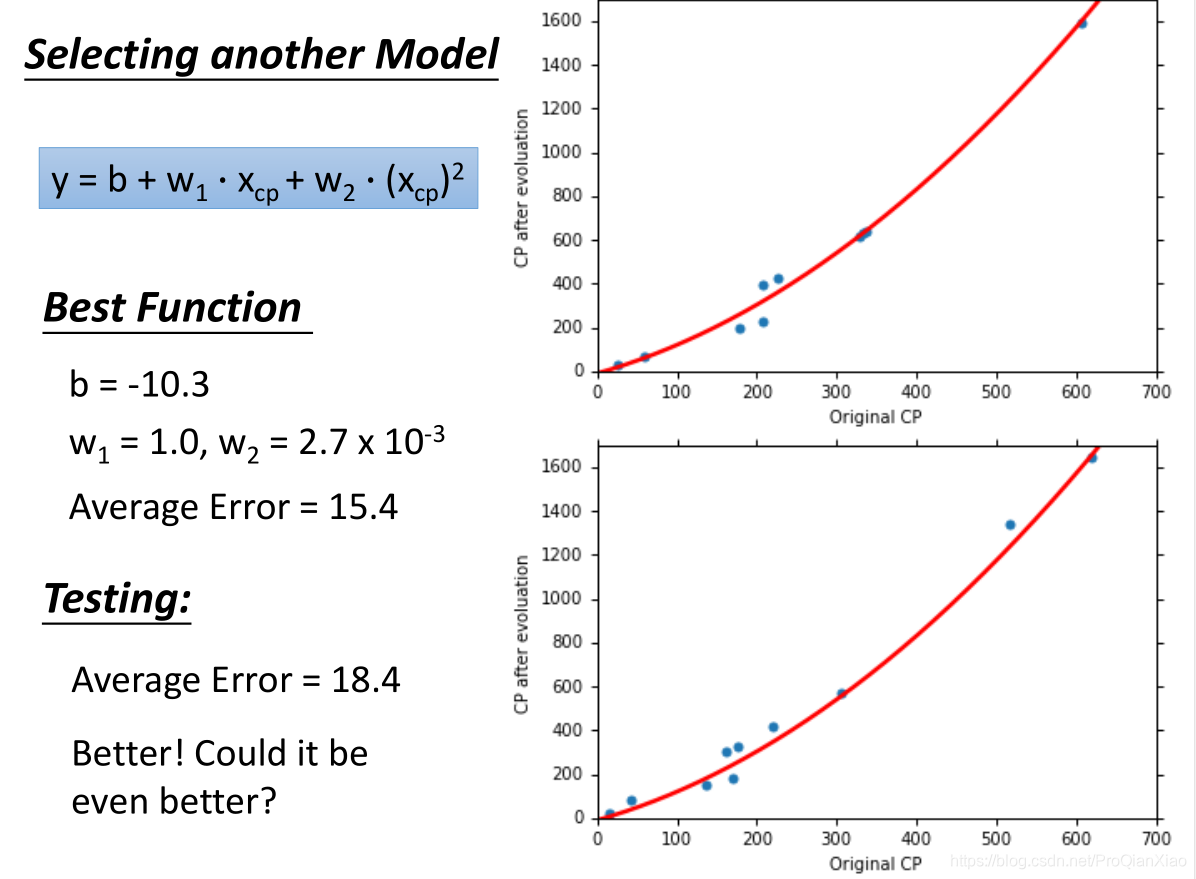 Selecting another Model
y = b + w₁ · x_cp + w₂ · (x_cp)²
Best Function
b = -10.3
w₁ = 1.0, w₂ = 2.7 x 10⁻³
Average Error = 15.4
Testing:
Average Error = 18.4
Better! Could it be
even better?
1600
1400
1200
1000
800
600
400
200
0
CP after evoluation
0 100 200 300 400 500 600 700
Original CP
1600
1400
1200
1000
800
600
400
200
0
CP after evoluation
0 100 200 300 400 500 600 700
Original CP
https://blog.csdn.net/ProQianXiao